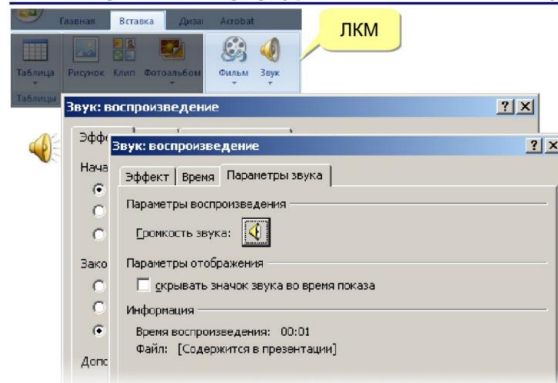 Главная Вставка Дизай Acrobat
ЛКМ
Таблица Рисунок Клип Фотоальбом Фильм Звук
Таблицы
Звук: воспроизведение
Эффе
Звук: воспроизведение
Нача
Эффект Время Параметры звука
Параметры воспроизведения
Громкость звука:
Зако
Параметры отображения
скрывать значок звука во время показа
Информация
Время воспроизведения: 00:01
Файл: [Содержится в презентации]
Допо